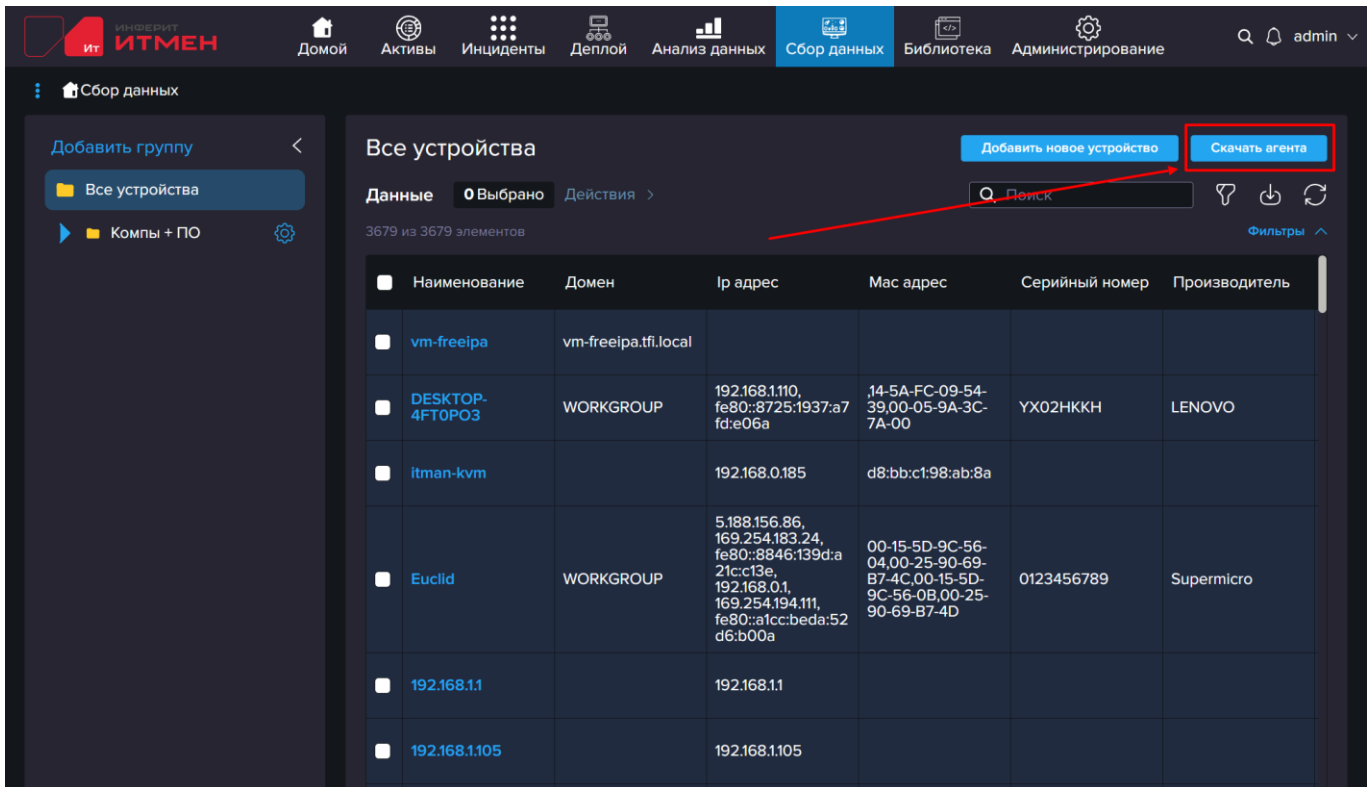 ИНФЕРИТ
ИТ ИТМЕН
Домой Активы Инциденты Деплой Анализ данных Сбор данных Библиотека Администрирование admin
Сбор данных
Добавить группу
Все устройства
Компы + ПО
Все устройства Добавить новое устройство Скачать агента
Данные 0 Выбрано Действия > Поиск
3679 из 3679 элементов Фильтры
Наименование Домен Ip адрес Mac адрес Серийный номер Производитель
vm-freeipa vm-freeipa.tfi.local
DESKTOP-
4FT0PO3
WORKGROUP
192.168.1.110,
fe80::8725:1937:a7
fd:e06a
,14-5A-FC-09-54-
39,00-05-9A-3C-
7A-00
YX02HKKH
LENOVO
itman-kvm 192.168.0.185 d8:bb:c1:98:ab:8a
Euclid
WORKGROUP
5.188.156.86,
169.254.183.24,
fe80::8846:139d:a
21c:c13e,
192.168.0.1,
169.254.194.111,
fe80::a1cc:beda:52
d6:b00a
00-15-5D-9C-56-
04,00-25-90-69-
B7-4C,00-15-5D-
9C-56-0B,00-25-
90-69-B7-4D
0123456789
Supermicro
192.168.1.1 192.168.1.1
192.168.1.105 192.168.1.105